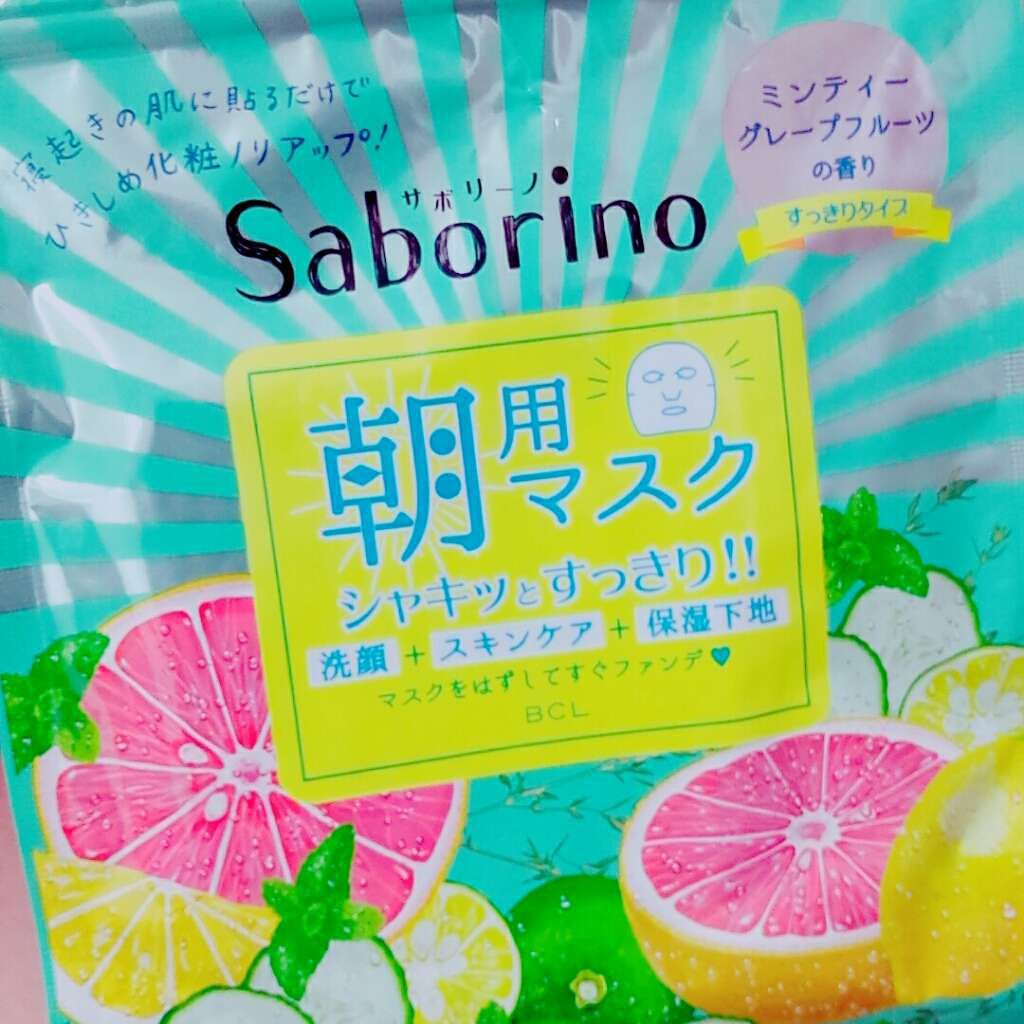 寝起きの肌に貼るだけで
ひきしめ化粧ノリアップ!
サボリーノ
Saborino
ミンティー
グレープフルーツ
の香り
すっきりタイプ
朝用マスク
シャキッとすっきり!!
洗顔+スキンケア+保湿下地
マスクをはずしてすぐファンデ♥
BCL